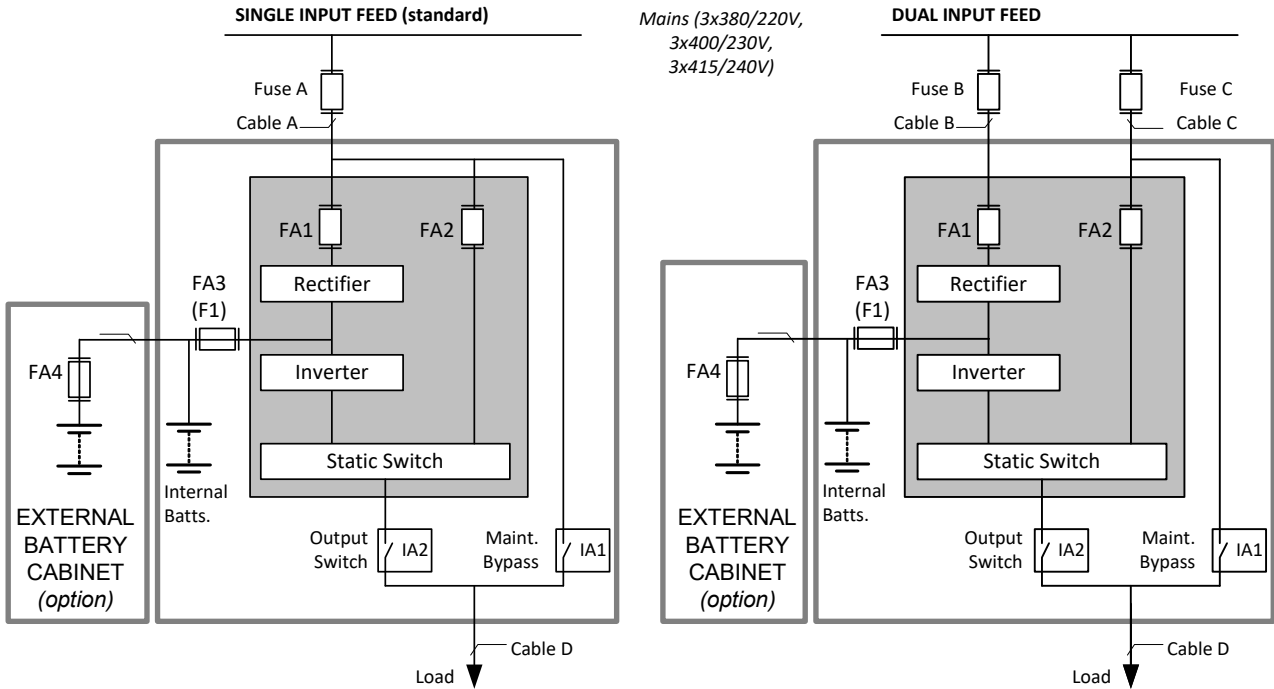 SINGLE INPUT FEED (standard)
Mains (3x380/220V,
3x400/230V,
3x415/240V)
DUAL INPUT FEED
Fuse A
Cable A
FA1
FA2
Rectifier
FA3
(F1)
FA4
Inverter
Static Switch
Internal
Batts.
EXTERNAL
BATTERY
CABINET
(option)
Output
Switch
IA2
Maint.
Bypass
IA1
Cable D
Load
Fuse B
Fuse C
Cable B
Cable C
FA1
FA2
Rectifier
FA3
(F1)
FA4
Inverter
Static Switch
Internal
Batts.
EXTERNAL
BATTERY
CABINET
(option)
Output
Switch
IA2
Maint.
Bypass
IA1
Cable D
Load